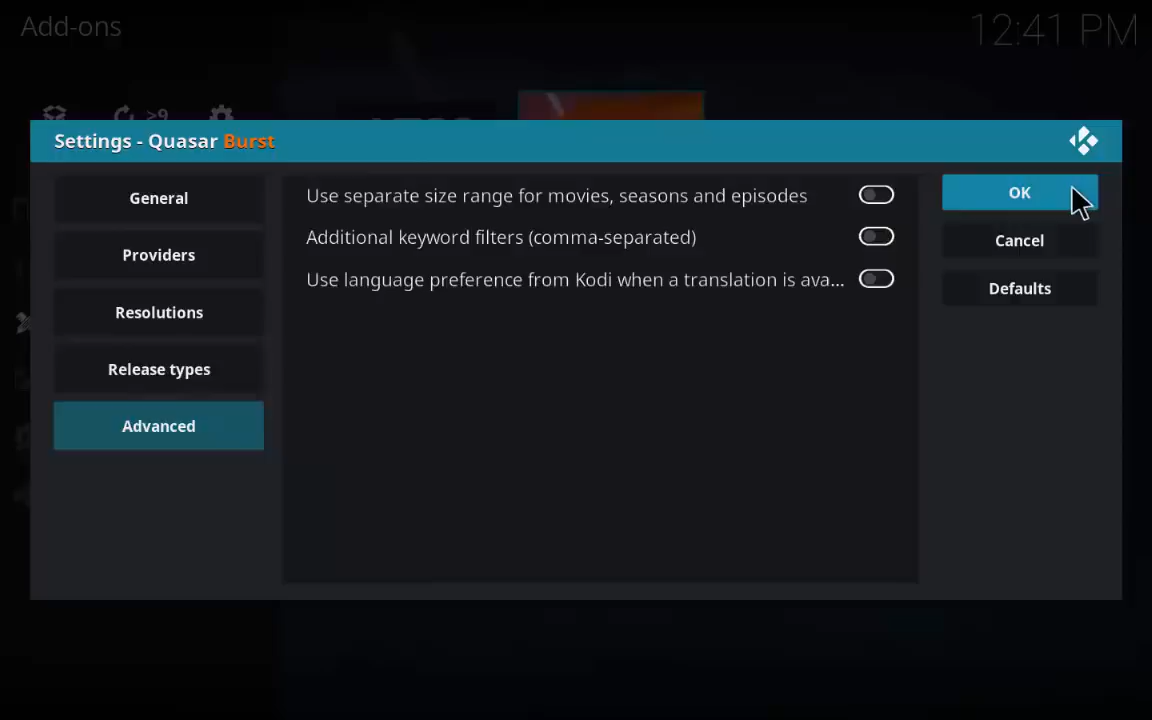 Add-ons
12:41 PM
>9
Settings - Quasar Burst
General
Providers
Resolutions
Release types
Advanced
Use separate size range for movies, seasons and episodes
Additional keyword filters (comma-separated)
Use language preference from Kodi when a translation is ava...
OK
Cancel
Defaults